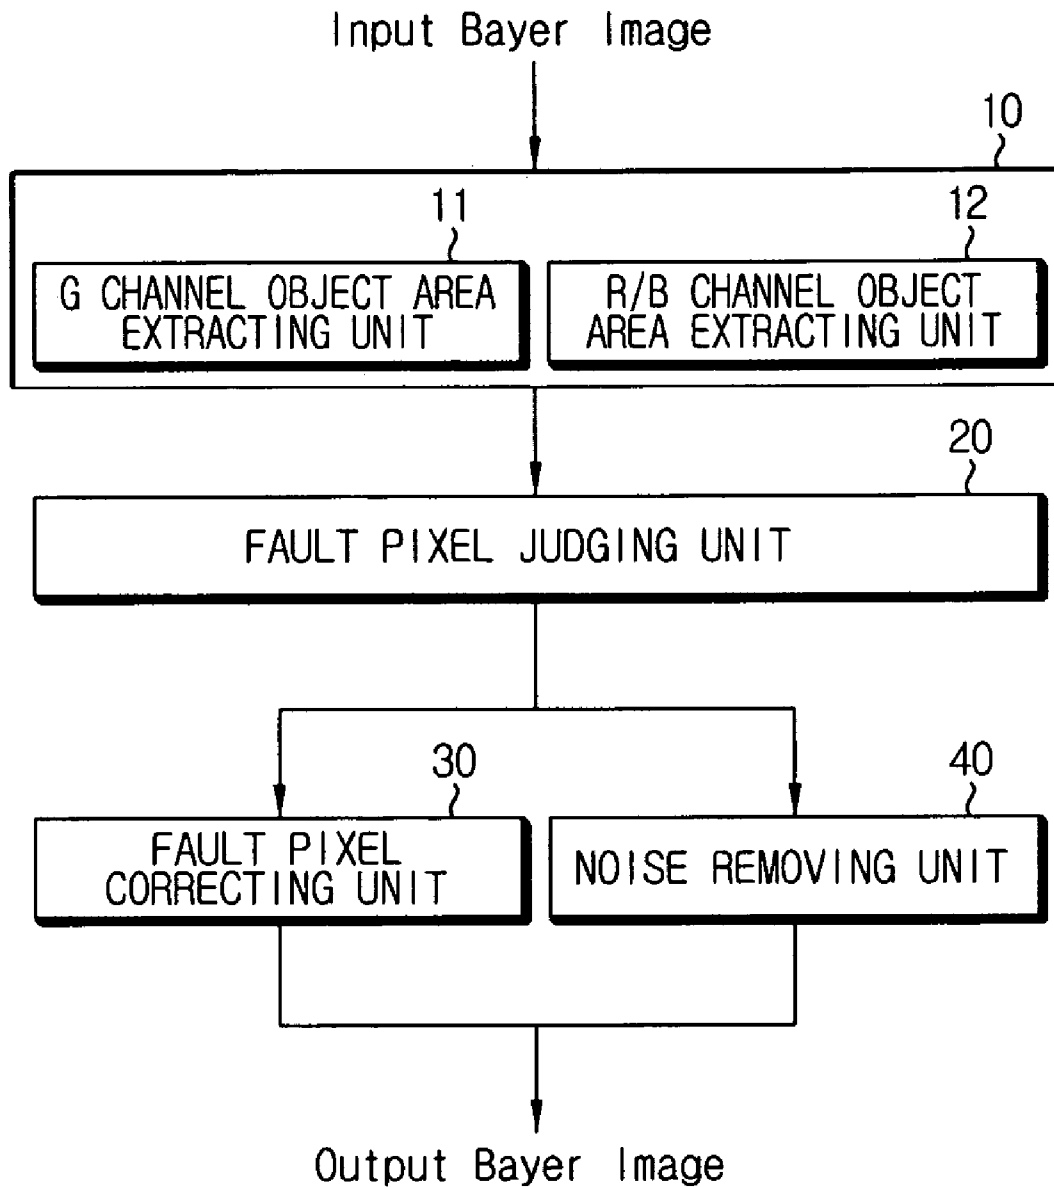 Input Bayer Image
10
11
12
G CHANNEL OBJECT AREA
EXTRACTING UNIT
R/B CHANNEL OBJECT
AREA EXTRACTING UNIT
20
FAULT PIXEL JUDGING UNIT
30
40
FAULT PIXEL
CORRECTING UNIT
NOISE REMOVING UNIT
Output Bayer Image